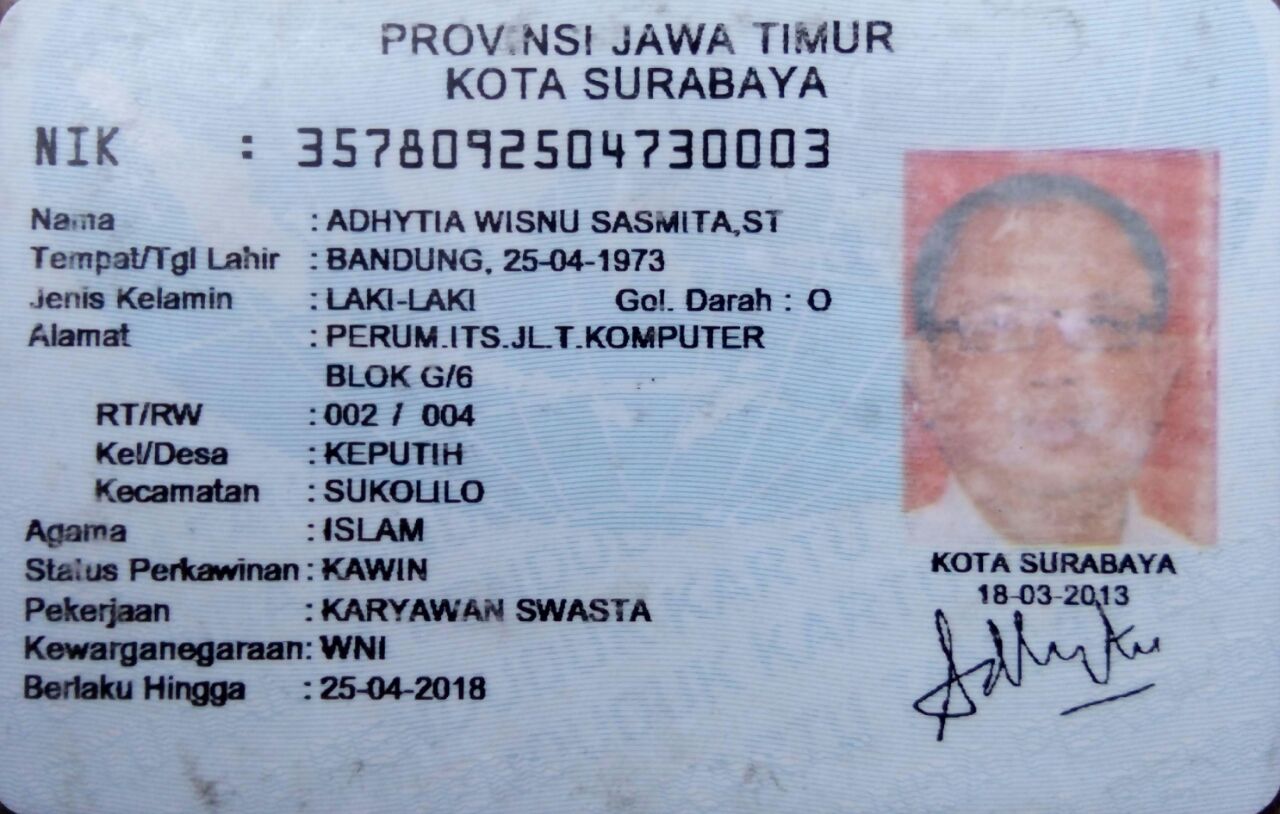 PROVINSI JAWA TIMUR
KOTA SURABAYA
NIK : 3578092504730003
Nama : ADHYTIA WISNU SASMITA,ST
Tempat/Tgl Lahir : BANDUNG, 25-04-1973
Jenis Kelamin : LAKI-LAKI Gol. Darah : O
Alamat : PERUM.ITS.JL.T.KOMPUTER
BLOK G/6
RT/RW : 002 / 004
Kel/Desa : KEPUTIH
Kecamatan : SUKOLILO
Agama : ISLAM
Status Perkawinan : KAWIN
Pekerjaan : KARYAWAN SWASTA
Kewarganegaraan : WNI
Berlaku Hingga : 25-04-2018
KOTA SURABAYA
18-03-2013